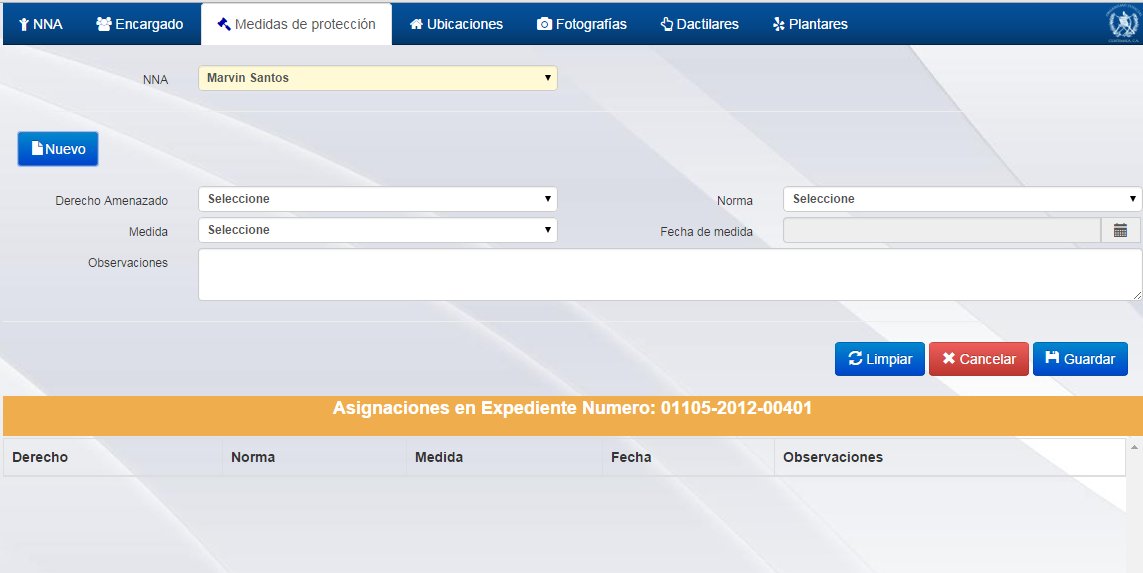 NNA Encargado Medidas de protección Ubicaciones Fotografías Dactilares Plantares
NNA Marvin Santos
Nuevo
Derecho Amenazado Seleccione Norma Seleccione
Medida Seleccione Fecha de medida
Observaciones
Limpiar Cancelar Guardar
Asignaciones en Expediente Numero: 01105-2012-00401
Derecho Norma Medida Fecha Observaciones